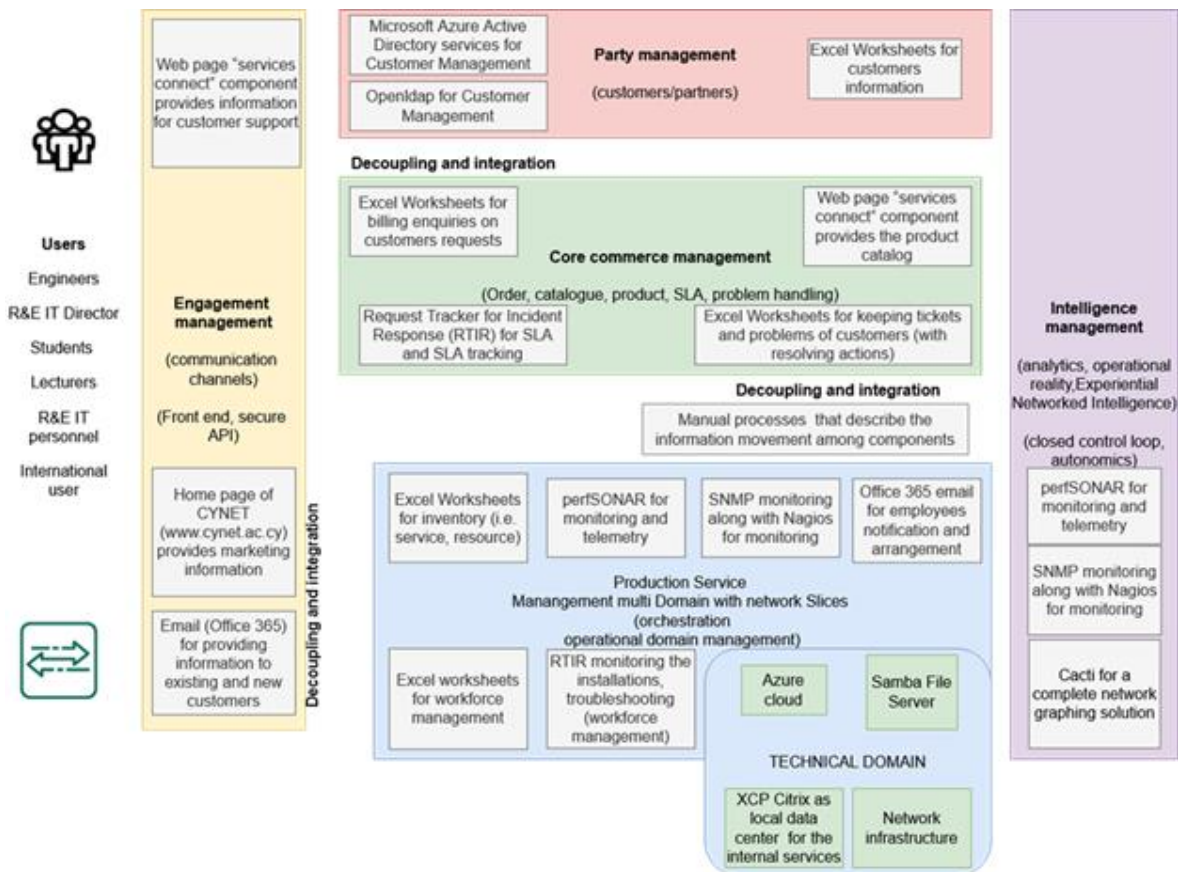 Users
Engineers
R&E IT Director
Students
Lecturers
R&E IT
personnel
International
user
Web page "services
connect" component
provides information
for customer support
Engagement
management
(communication
channels)
(Front end, secure
API)
Home page of
CYNET
(www.cynet.ac.cy)
provides marketing
information
Email (Office 365)
for providing
information to
existing and new
customers
Decoupling and integration
Microsoft Azure Active
Directory services for
Customer Management
Openldap for Customer
Management
Party management
(customers/partners)
Excel Worksheets for
customers
information
Decoupling and integration
Excel Worksheets for
billing enquiries on
customers requests
Web page "services
connect" component
provides the product
catalog
Core commerce management
(Order, catalogue, product, SLA, problem handling)
Request Tracker for Incident
Response (RTIR) for SLA
and SLA tracking
Excel Worksheets for keeping tickets
and problems of customers (with
resolving actions)
Decoupling and integration
Manual processes that describe the
information movement among components
Excel Worksheets
for inventory (i.e.
service, resource)
perfSONAR for
monitoring and
telemetry
SNMP monitoring
along with Nagios
for monitoring
Office 365 email
for employees
notification and
arrangement
Production Service
Manangement multi Domain with network Slices
(orchestration
operational domain management)
Excel worksheets
for workforce
management
RTIR monitoring the
installations,
troubleshooting
(workforce
management)
Azure
cloud
Samba File
Server
TECHNICAL DOMAIN
XCP Citrix as
local data
center for the
internal services
Network
infrastructure
Intelligence
management
(analytics, operational
reality,Experiential
Networked Intelligence)
(closed control loop,
autonomics)
perfSONAR for
monitoring and
telemetry
SNMP monitoring
along with Nagios
for monitoring
Cacti for a
complete network
graphing solution